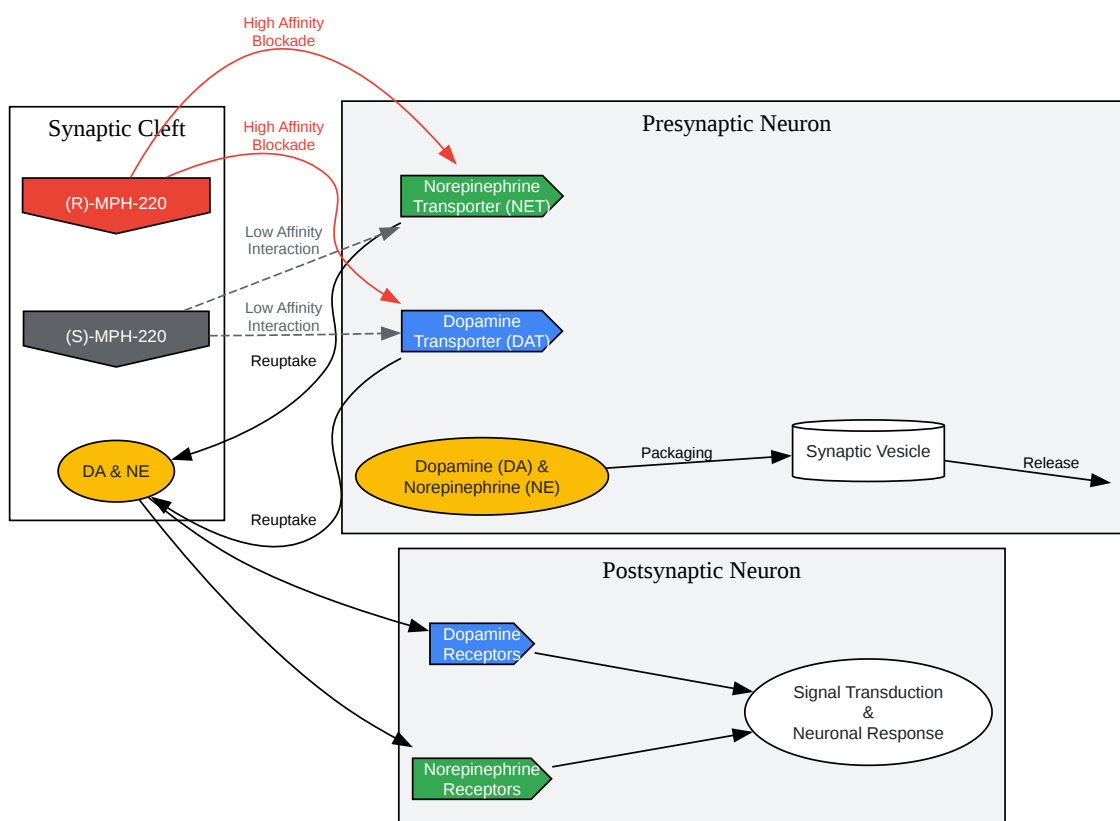 High Affinity
Blockade
Synaptic Cleft
High Affinity
Blockade
Presynaptic Neuron
(R)-MPH-220
Norepinephrine
Transporter (NET)
Low Affinity
Interaction
(S)-MPH-220
Low Affinity
Interaction
Dopamine
Transporter (DAT)
Reuptake
DA & NE
Dopamine (DA) &
Norepinephrine (NE)
Packaging
Synaptic Vesicle
Release
Reuptake
Postsynaptic Neuron
Dopamine
Receptors
Signal Transduction
&
Neuronal Response
Norepinephrine
Receptors